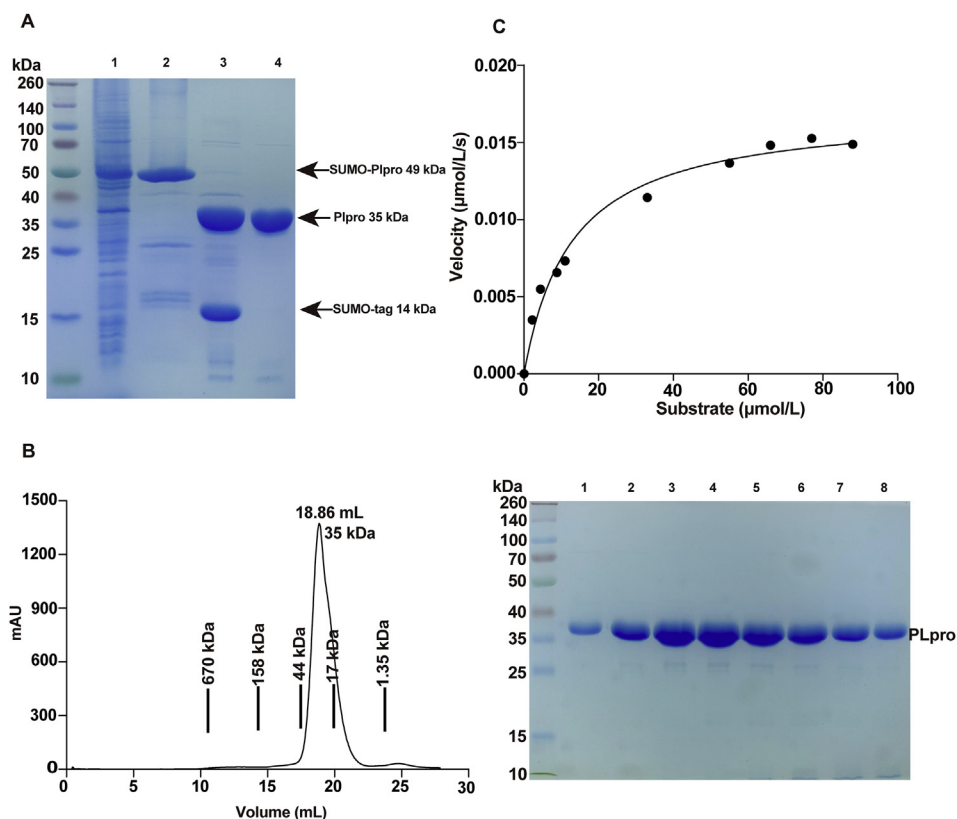 A
kDa
1 2 3 4
260
140
100
70
50
40
35
25
15
10
SUMO-Plpro 49 kDa
Plpro 35 kDa
SUMO-tag 14 kDa
C
0.020
0.015
0.010
0.005
0.000
Velocity (µmol/L/s)
0 20 40 60 80 100
Substrate (µmol/L)
B
1500
1200
900
600
300
0
mAU
18.86 mL
35 kDa
670 kDa
158 kDa
44 kDa
17 kDa
1.35 kDa
0 5 10 15 20 25 30
Volume (mL)
kDa
1 2 3 4 5 6 7 8
260
140
100
70
50
40
35
25
15
10
PLpro